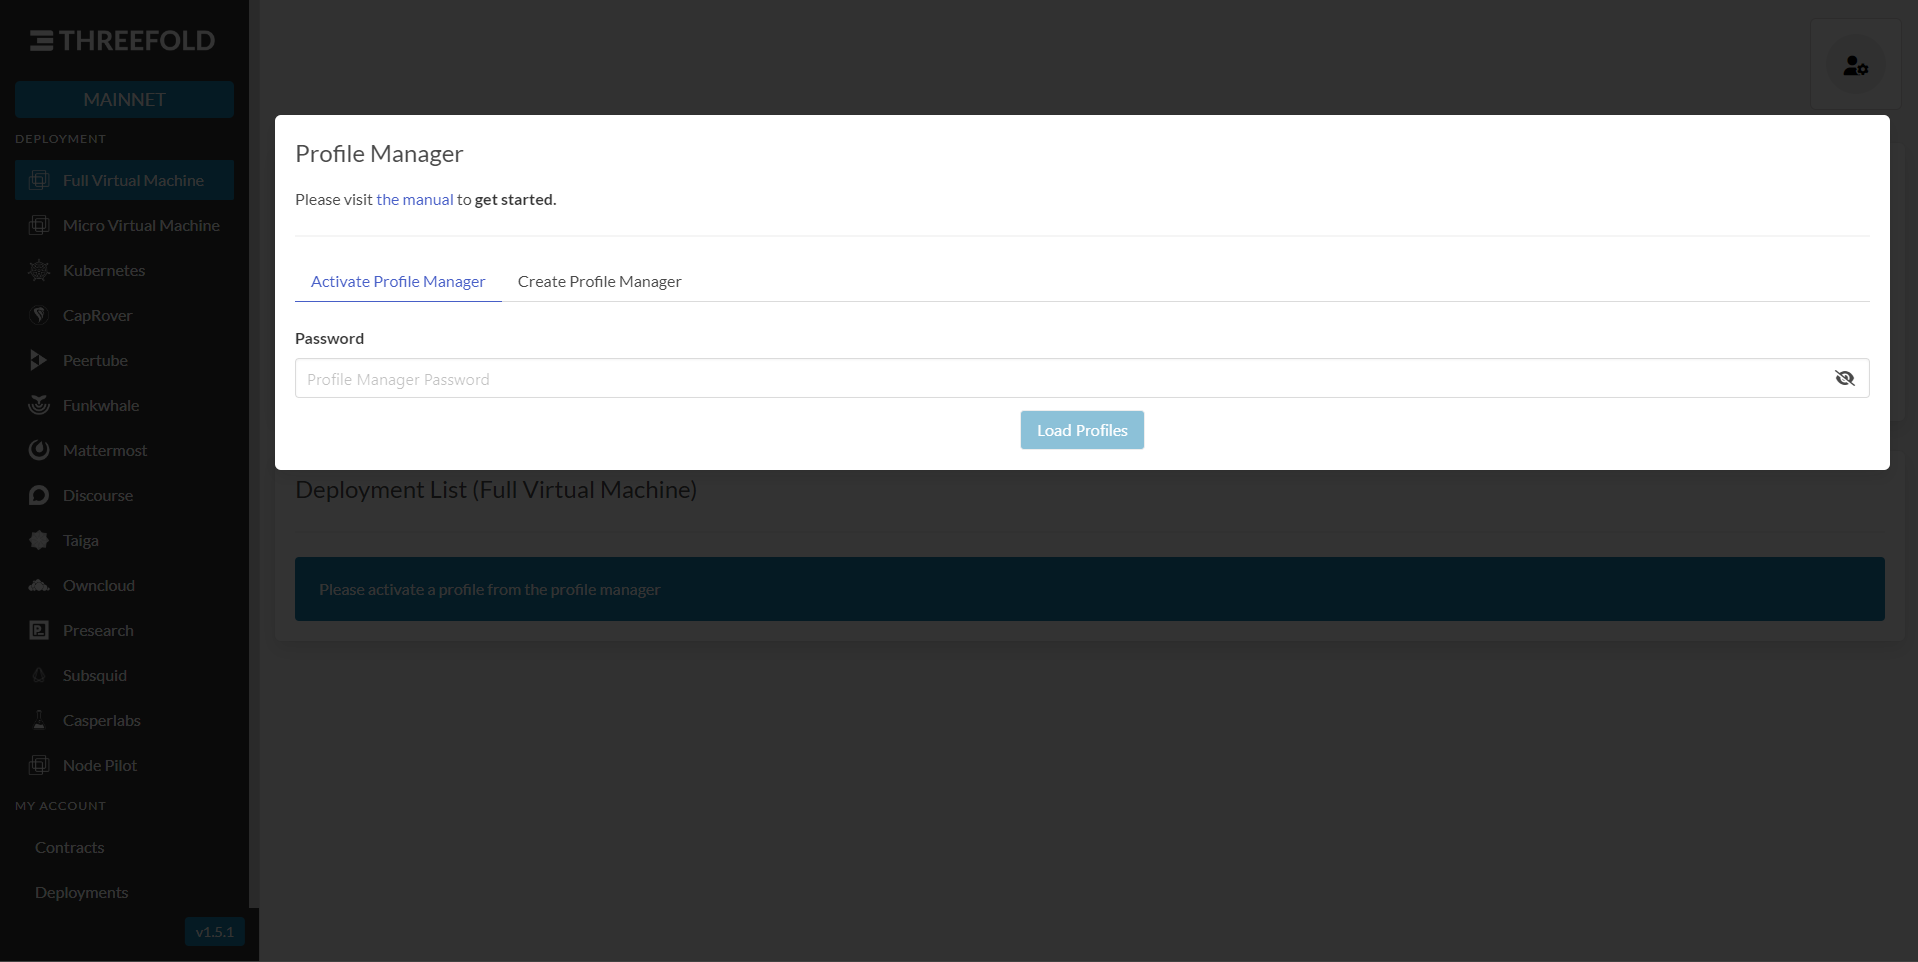 THREEFOLD
MAINNET
DEPLOYMENT
Full Virtual Machine
Micro Virtual Machine
Kubernetes
CapRover
Peertube
Funkwhale
Mattermost
Discourse
Taiga
Owncloud
Presearch
Subsquid
Casperlabs
Node Pilot
MY ACCOUNT
Contracts
Deployments
v1.5.1
Profile Manager
Please visit the manual to get started.
Activate Profile Manager Create Profile Manager
Password
Profile Manager Password
Load Profiles
Deployment List (Full Virtual Machine)
Please activate a profile from the profile manager